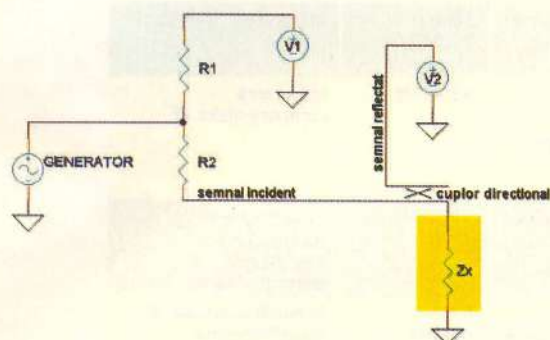 V1
R1
V2
semnal reflectat
GENERATOR
R2
semnal incident
cuplor directional
Zx